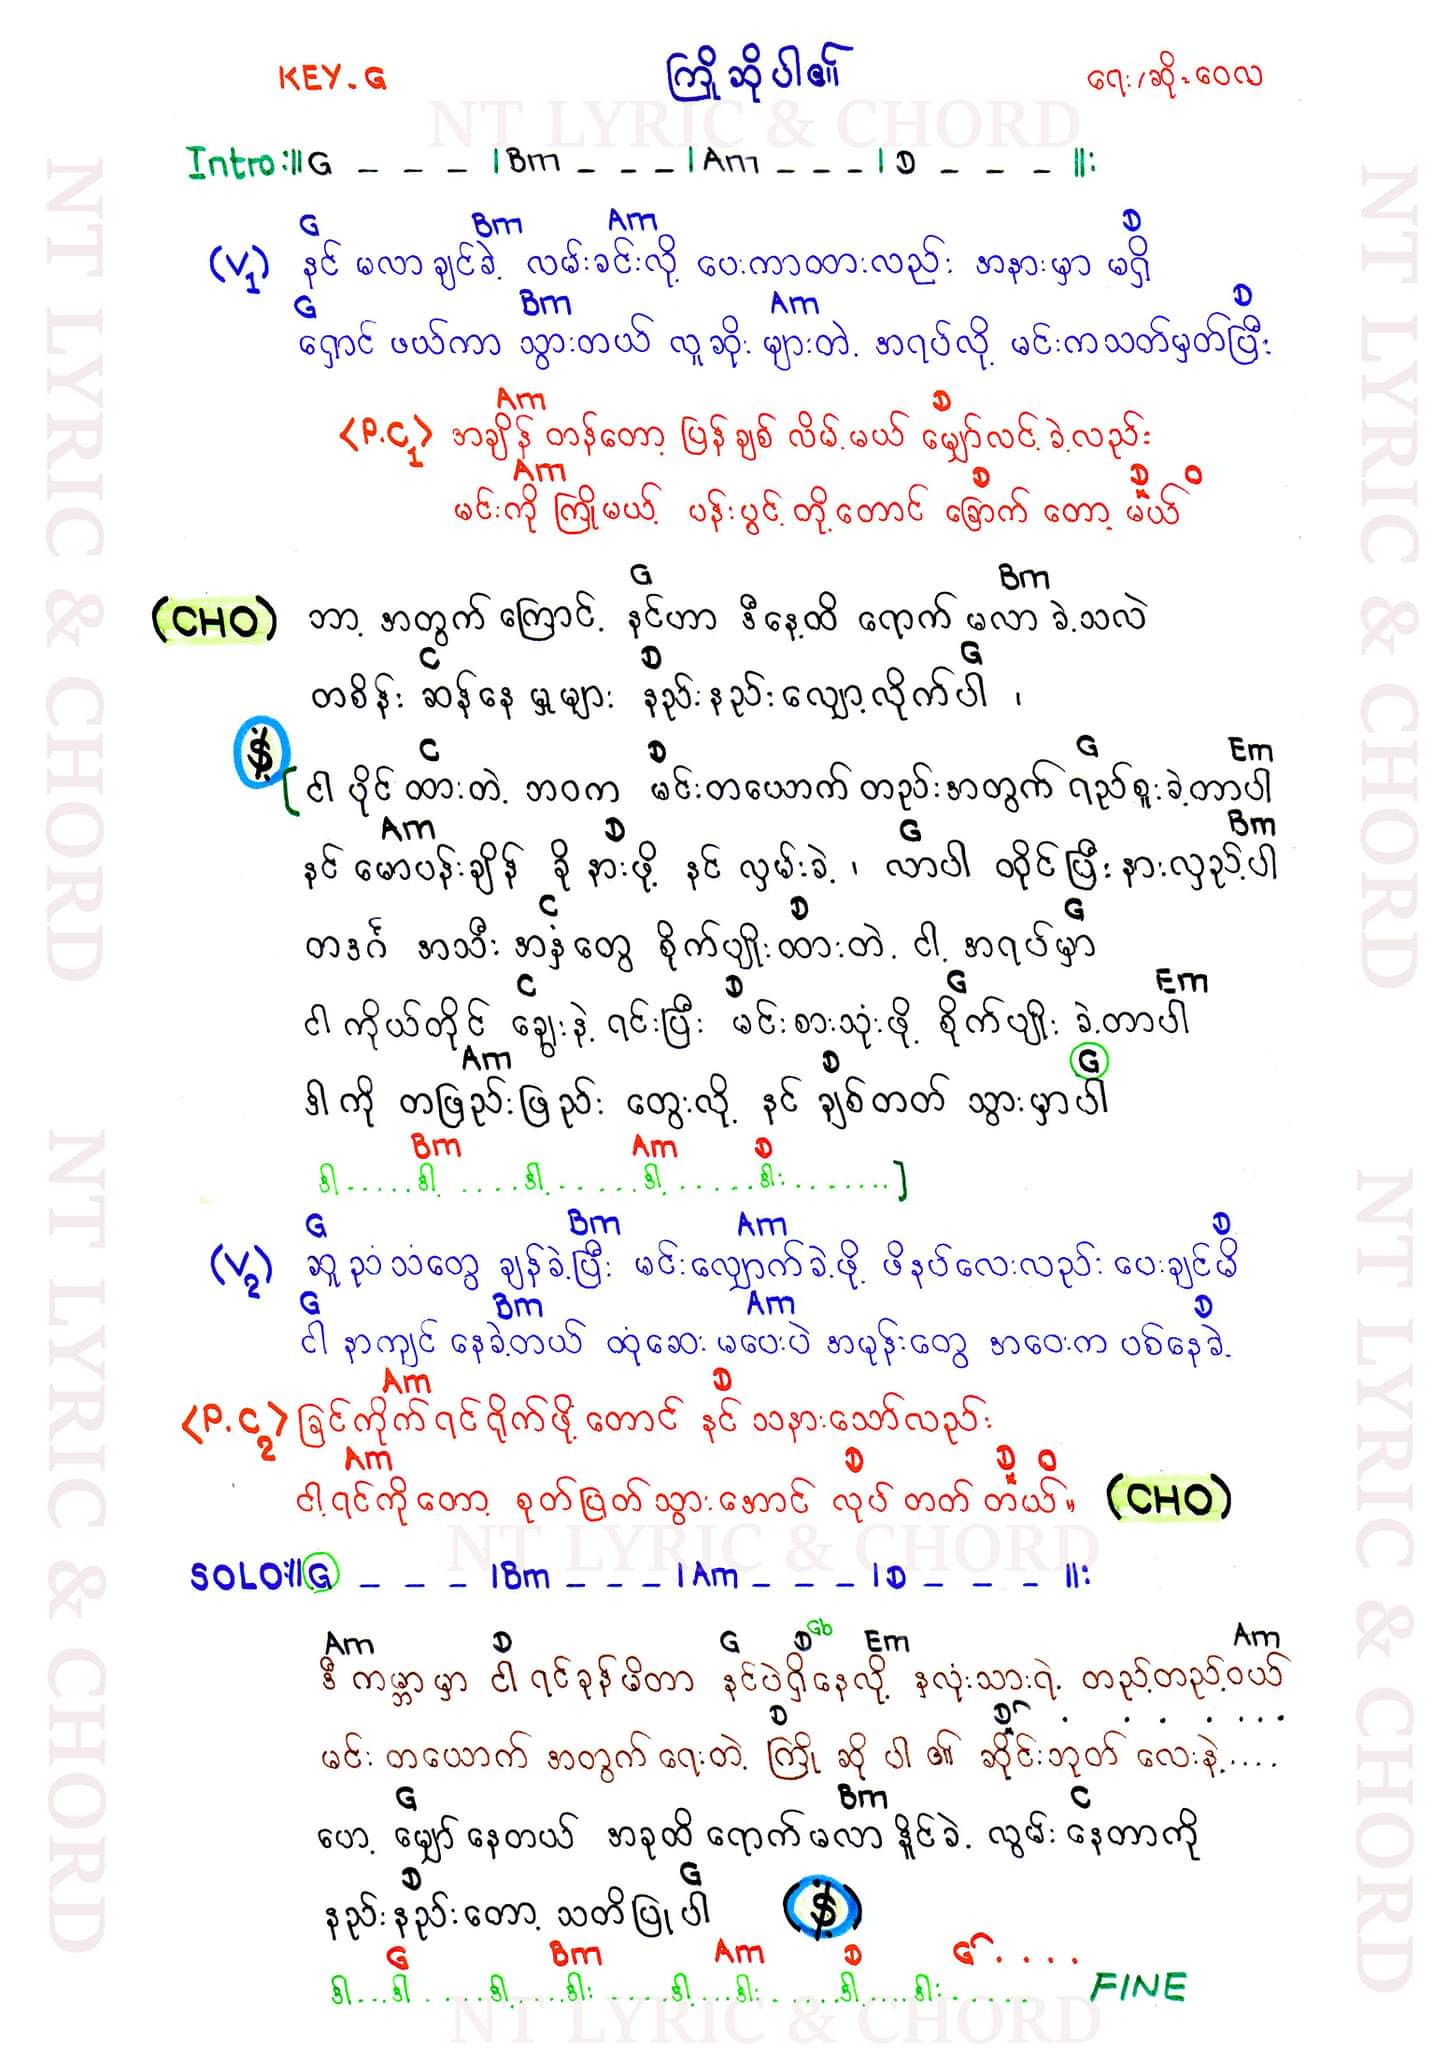 KEY.G ကြိုဆိုပါ၏ ရေး/ဆို-ဝေလ
NT LYRIC & CHORD
Intro:|| G _ _ _ | Bm _ _ _ | Am _ _ _ | D _ _ _ ||:
G Bm Am D
(V1) နင် မလာ ချင်ခဲ့ လမ်းခင်းလို့ ပေးကာထားလည်း အနားမှာ မရှိ
G Bm Am D
ရှောင် ဖယ်ကာ သွားတယ် လူဆိုး များတဲ့ အရပ်လို့ မင်းကသတ်မှတ်ပြီး
Am D
<P.C1> အချိန် တန်တော့ ပြန် ချစ် လိမ့်မယ် မျှော်လင့်ခဲ့လည်း
Am D D D
မင်းကို ကြိုမယ့် ပန်းပွင့် တို့တောင် ခြောက် တော့ မယ်
G Bm
(CHO) ဘာ့ အတွက် ကြောင့် နင်ဟာ ဒီနေ့ထိ ရောက် မလာ ခဲ့သလဲ
C D G
တစိန်း ဆန်နေ မှုများ နည်းနည်းလျှော့လိုက်ပါ ၊
C D G Em
[ ငါ ပိုင် ထားတဲ့ ဘဝက မင်းတယောက် တည်းအတွက် ရည်စူးခဲ့တာပါ
Am D G Bm
နင် မောပန်းချိန် ခို နားဖို့ နင် လှမ်းခဲ့ ၊ လာပါ ထိုင်ပြီး နားလှည့်ပါ
C D G
တဒင်္ဂ အသီး အနှံတွေ စိုက်ပျိုးထားတဲ့ ငါ့ အရပ်မှာ
C D G Em
ငါ ကိုယ်တိုင် ချွေးနဲ့ ရင်းပြီး မင်းစားသုံးဖို့ စိုက်ပျိုး ခဲ့တာပါ
Am D G
ဒါကို တဖြည်းဖြည်း တွေးလို့ နင် ချစ်တတ် သွားမှာပါ
Bm Am D
ဒါ.....ဒါ့.....ဒါ့......ဒါ့......ဒါး........]
G Bm Am D
(V2) ဆူညံသံတွေ ချန်ခဲ့ပြီး မင်းလျှောက်ခဲ့ဖို့ ဖိနပ်လေးလည်း ပေးချင်မိ
G Bm Am D
ငါ နာကျင် နေခဲ့တယ် ထုံဆေး မပေးပဲ အမုန်းတွေ အဝေးက ပစ်နေခဲ့
Am D
<P.C2> ခြင်ကိုက် ရင် ရိုက်ဖို့တောင် နင် သနားသော်လည်း
Am D D D
ငါ့ရင်ကိုတော့ စုတ်ပြတ်သွားအောင် လုပ် တတ် တယ်။ (CHO)
SOLO:|| G _ _ _ | Bm _ _ _ | Am _ _ _ | D _ _ _ ||:
Am D G DGb Em Am
ဒီ ကမ္ဘာမှာ ငါ ရင်ခုန်မိတာ နင်ပဲရှိနေလို့ နှလုံးသားရဲ့ တည့်တည့်ဝယ်
D D
မင်း တယောက် အတွက် ရေးတဲ့ ကြို ဆို ပါ ၏ ဆိုင်းဘုတ် လေးနဲ့....
G Bm C
ဟေ့ မျှော် နေတယ် အခုထိ ရောက်မလာ နိူင်ခဲ့ လွမ်း နေတာကို
D G
နည်းနည်းတော့ သတိပြုပါ
G Bm Am D G....
ဒါ...ဒါ.....ဒါ့....ဒါး.....ဒါ့...ဒါး.....ဒါ့....ဒါး...... FINE
NT LYRIC & CHORD